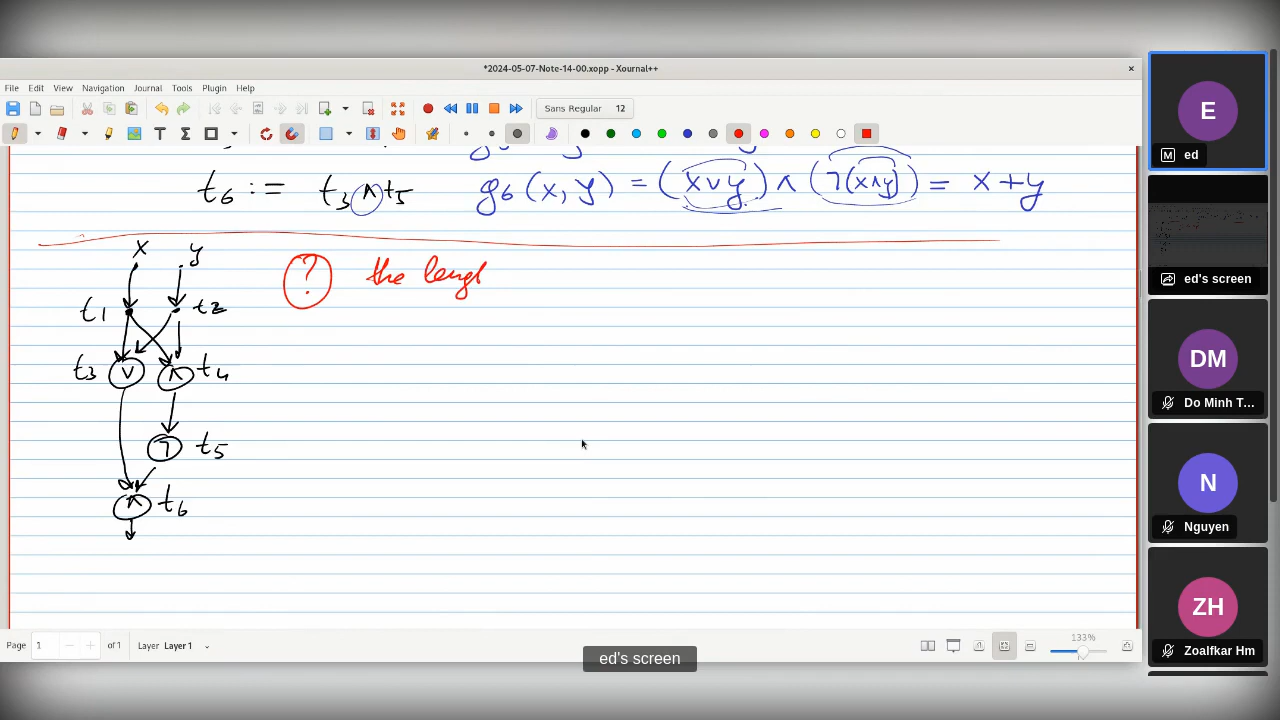 *2024-05-07-Note-14-00.xopp - Xournal++
File Edit View Navigation Journal Tools Plugin Help
Sans Regular 12
t6 := t3 ∧ t5 g6 (x, y) = (x∨y) ∧ (¬(x∧y)) = x+y
x y
? the lengt
t1 t2
t3 ∨ ∧ t4
¬ t5
∧ t6
Page 1 of 1 Layer Layer 1
133%
ed's screen
E
ed
ed's screen
DM
Do Minh T...
N
Nguyen
ZH
Zoalfkar Hm